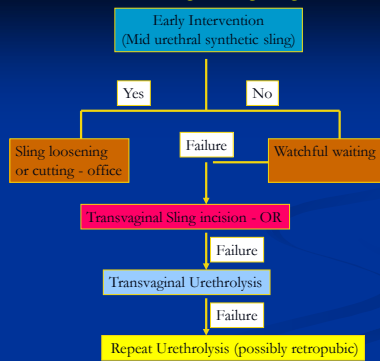 Early Intervention
(Mid urethral synthetic sling)
Yes
No
Sling loosening
or cutting - office
Failure
Watchful waiting
Transvaginal Sling incision - OR
Failure
Transvaginal Urethrolysis
Failure
Repeat Urethrolysis (possibly retropubic)